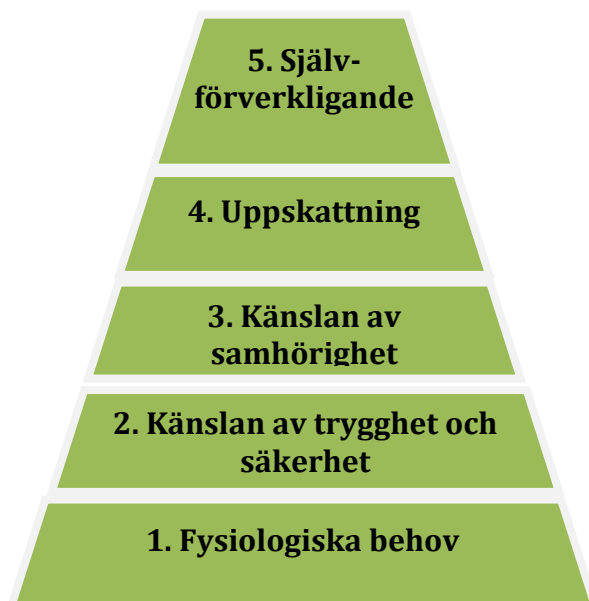 5. Själv-
förverkligande
4. Uppskattning
3. Känslan av
samhörighet
2. Känslan av trygghet och
säkerhet
1. Fysiologiska behov